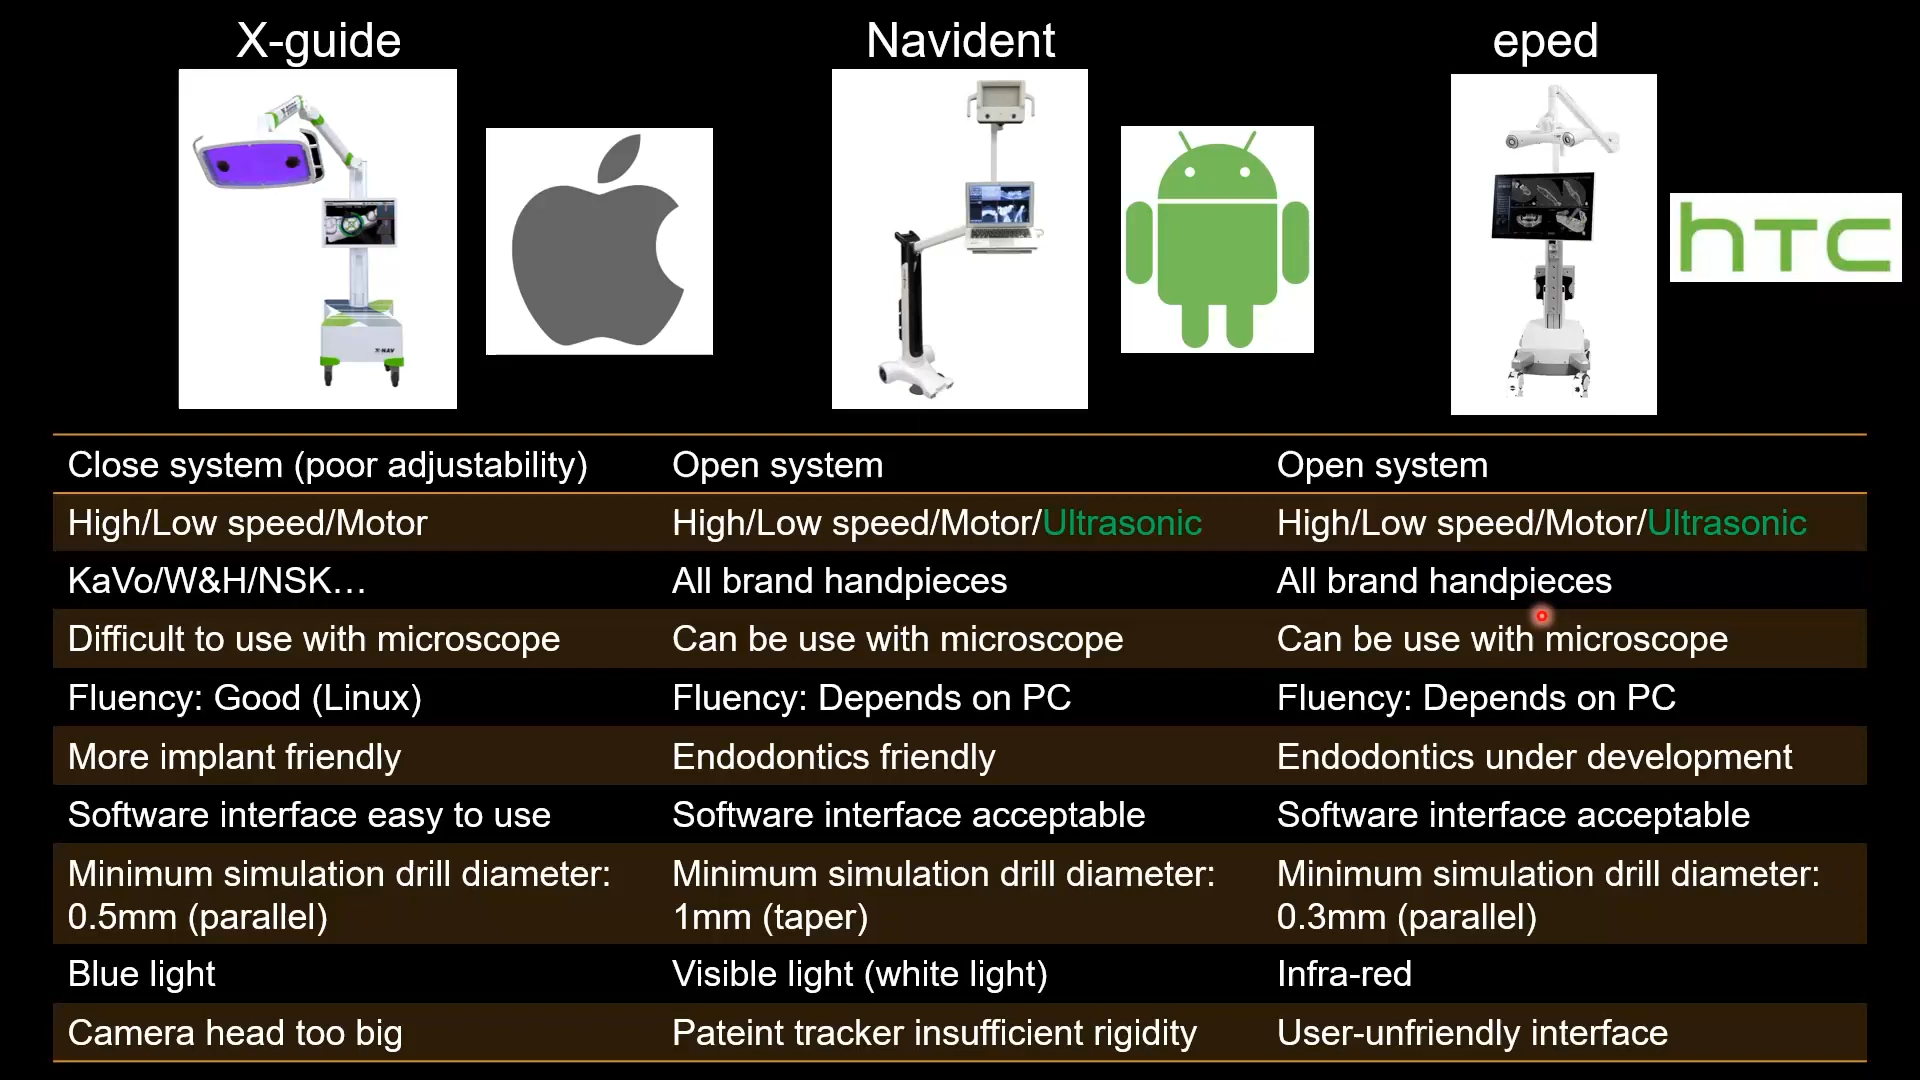 X-guide
Navident
eped
X-NAV
hTC
Close system (poor adjustability)
Open system
Open system
High/Low speed/Motor
High/Low speed/Motor/Ultrasonic
High/Low speed/Motor/Ultrasonic
KaVo/W&H/NSK…
All brand handpieces
All brand handpieces
Difficult to use with microscope
Can be use with microscope
Can be use with microscope
Fluency: Good (Linux)
Fluency: Depends on PC
Fluency: Depends on PC
More implant friendly
Endodontics friendly
Endodontics under development
Software interface easy to use
Software interface acceptable
Software interface acceptable
Minimum simulation drill diameter:
0.5mm (parallel)
Minimum simulation drill diameter:
1mm (taper)
Minimum simulation drill diameter:
0.3mm (parallel)
Blue light
Visible light (white light)
Infra-red
Camera head too big
Pateint tracker insufficient rigidity
User-unfriendly interface